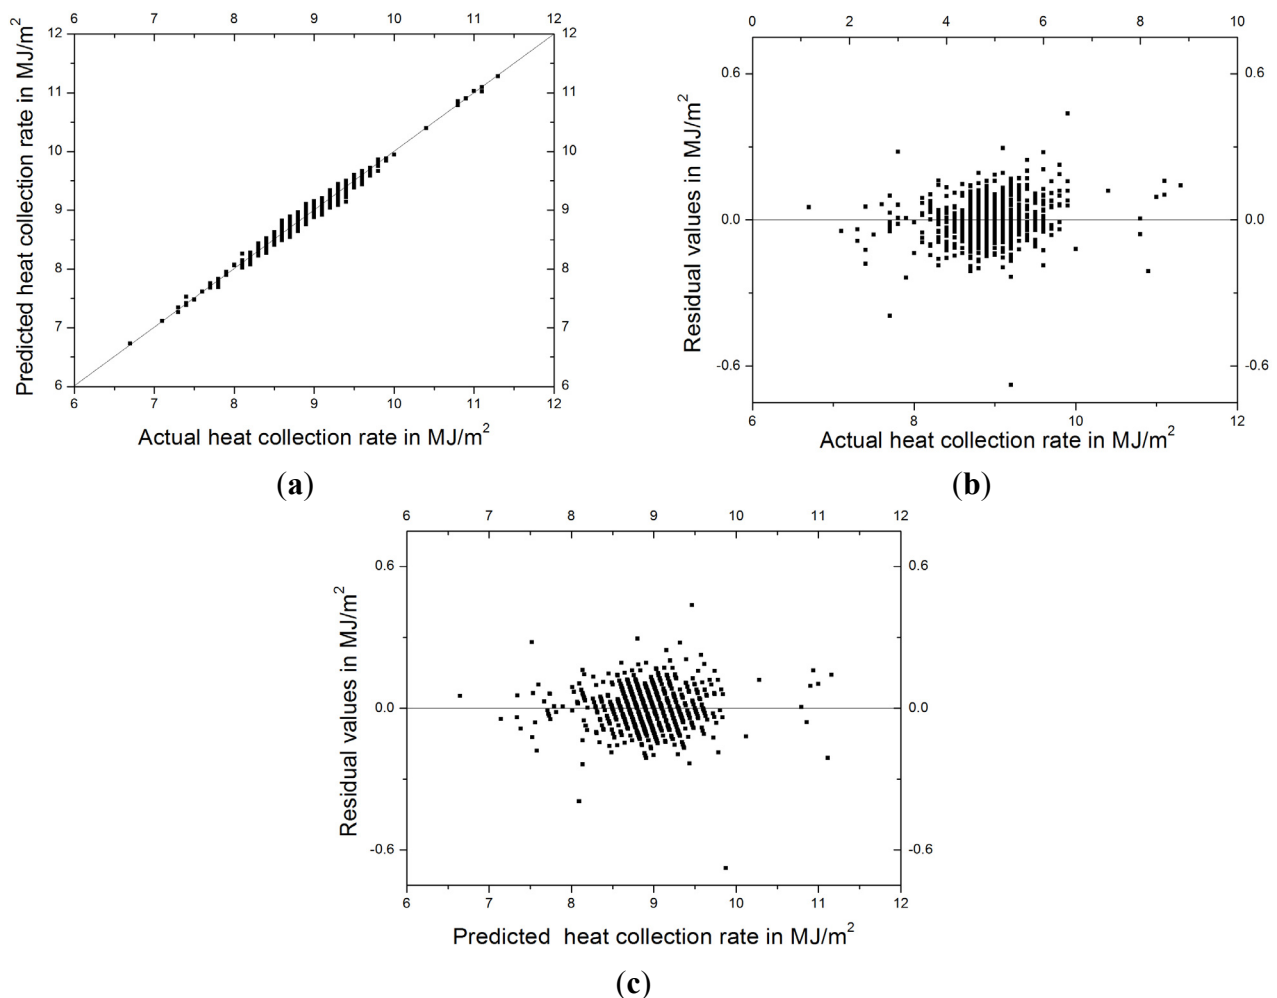 6 7 8 9 10 11 12
12 12
11 11
10 10
9 9
8 8
7 7
6 6
6 7 8 9 10 11 12
Predicted heat collection rate in MJ/m²
Actual heat collection rate in MJ/m²
(a)
0 2 4 6 8 10
0.6 0.6
0.0 0.0
-0.6 -0.6
6 8 10 12
Residual values in MJ/m²
Actual heat collection rate in MJ/m²
(b)
6 7 8 9 10 11 12
0.6 0.6
0.0 0.0
-0.6 -0.6
6 7 8 9 10 11 12
Residual values in MJ/m²
Predicted heat collection rate in MJ/m²
(c)